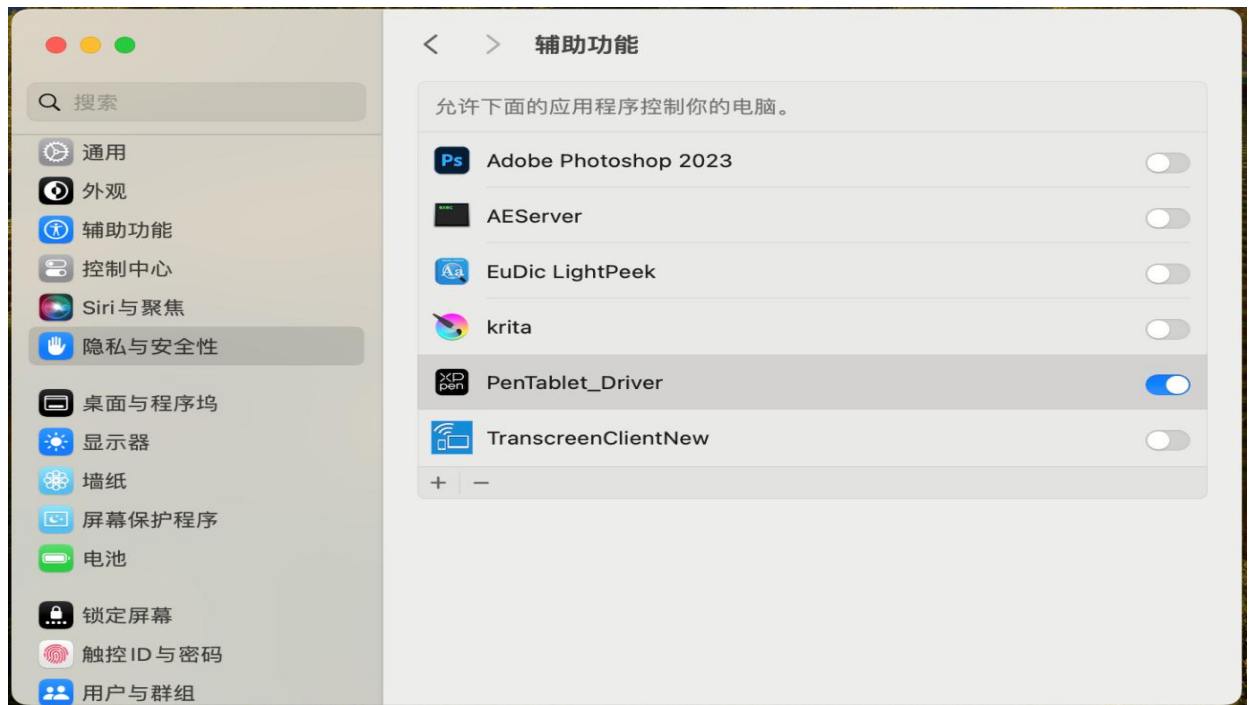 辅助功能
搜索
通用
外观
辅助功能
控制中心
Siri与聚焦
隐私与安全性
桌面与程序坞
显示器
墙纸
屏幕保护程序
电池
锁定屏幕
触控ID与密码
用户与群组
允许下面的应用程序控制你的电脑。
Ps Adobe Photoshop 2023
AEServer
Aa EuDic LightPeek
krita
XP
pen
PenTablet_Driver
TranscreenClientNew
+ −